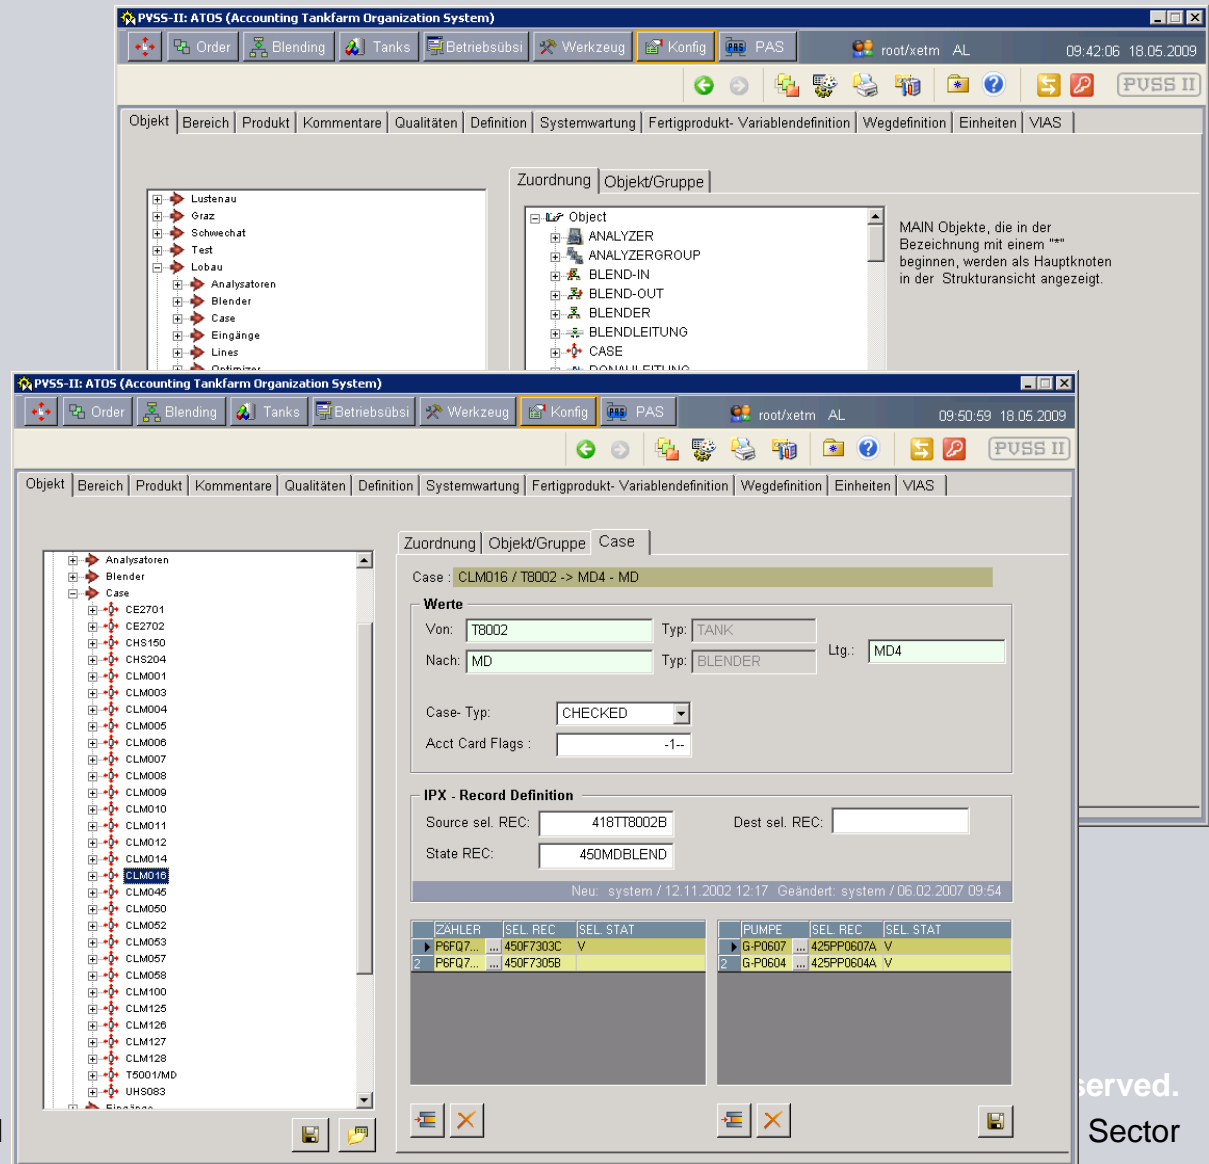 PVSS-II: ATOS (Accounting Tankfarm Organization System)
Order Blending Tanks Betriebsübsi Werkzeug Konfig PAS root/xetm AL 09:42:06 18.05.2009
PVSS II
Objekt Bereich Produkt Kommentare Qualitäten Definition Systemwartung Fertigprodukt- Variablendefinition Wegdefinition Einheiten VIAS
Zuordnung Objekt/Gruppe
Lustenau
Graz
Schwechat
Test
Lobau
Analysatoren
Blender
Case
Eingänge
Lines
Optimizer
Object
ANALYZER
ANALYZERGROUP
BLEND-IN
BLEND-OUT
BLENDER
BLENDLEITUNG
CASE
DONAULEITUNG
MAIN Objekte, die in der
Bezeichnung mit einem "*"
beginnen, werden als Hauptknoten
in der Strukturansicht angezeigt.
PVSS-II: ATOS (Accounting Tankfarm Organization System)
Order Blending Tanks Betriebsübsi Werkzeug Konfig PAS root/xetm AL 09:50:59 18.05.2009
PVSS II
Objekt Bereich Produkt Kommentare Qualitäten Definition Systemwartung Fertigprodukt- Variablendefinition Wegdefinition Einheiten VIAS
Analysatoren
Blender
Case
CE2701
CE2702
CHS150
CHS204
CLM001
CLM003
CLM004
CLM005
CLM006
CLM007
CLM008
CLM009
CLM010
CLM011
CLM012
CLM014
CLM016
CLM045
CLM050
CLM052
CLM053
CLM057
CLM058
CLM100
CLM125
CLM126
CLM127
CLM128
T5001/MD
UHS083
Eingänge
Zuordnung Objekt/Gruppe Case
Case : CLM016 / T8002 -> MD4 - MD
Werte
Von: T8002 Typ: TANK
Nach: MD Typ: BLENDER Ltg.: MD4
Case- Typ: CHECKED
Acct Card Flags : -1--
IPX - Record Definition
Source sel. REC: 418TT8002B Dest sel. REC:
State REC: 450MDBLEND
Neu: system / 12.11.2002 12:17 Geändert: system / 06.02.2007 09:54
ZÄHLER SEL. REC SEL. STAT
P6FQ7... ... 450F7303C V
2 P6FQ7... ... 450F7305B
PUMPE SEL. REC SEL. STAT
G-P0607 ... 425PP0607A V
2 G-P0604 ... 425PP0604A V
served.
Sector